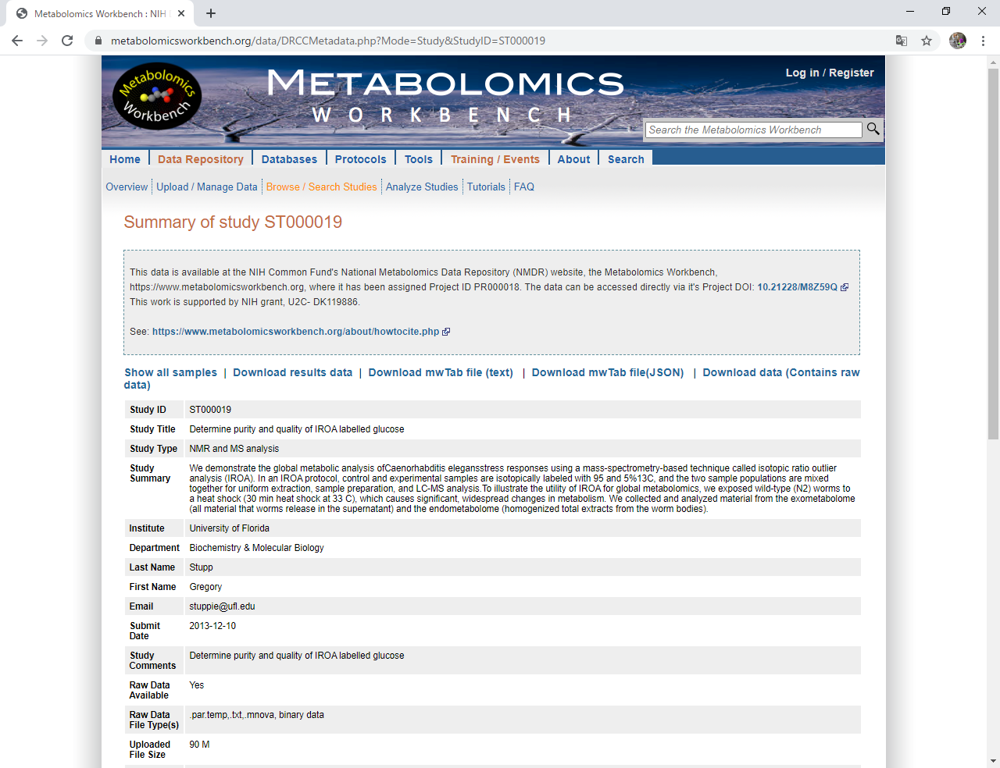 Metabolomics Workbench : NIH
metabolomicsworkbench.org/data/DRCCMetadata.php?Mode=Study&StudyID=ST000019
Metabolomics
Workbench
METABOLOMICS
WORKBENCH
Log in / Register
Search the Metabolomics Workbench
Home Data Repository Databases Protocols Tools Training / Events About Search
Overview Upload / Manage Data Browse / Search Studies Analyze Studies Tutorials FAQ
Summary of study ST000019
This data is available at the NIH Common Fund's National Metabolomics Data Repository (NMDR) website, the Metabolomics Workbench,
https://www.metabolomicsworkbench.org, where it has been assigned Project ID PR000018. The data can be accessed directly via it's Project DOI: 10.21228/M8Z59Q
This work is supported by NIH grant, U2C- DK119886.
See: https://www.metabolomicsworkbench.org/about/howtocite.php
Show all samples | Download results data | Download mwTab file (text) | Download mwTab file(JSON) | Download data (Contains raw
data)
Study ID ST000019
Study Title Determine purity and quality of IROA labelled glucose
Study Type NMR and MS analysis
Study
Summary
We demonstrate the global metabolic analysis ofCaenorhabditis elegansstress responses using a mass-spectrometry-based technique called isotopic ratio outlier
analysis (IROA). In an IROA protocol, control and experimental samples are isotopically labeled with 95 and 5%13C, and the two sample populations are mixed
together for uniform extraction, sample preparation, and LC-MS analysis.To illustrate the utility of IROA for global metabolomics, we exposed wild-type (N2) worms to
a heat shock (30 min heat shock at 33 C), which causes significant, widespread changes in metabolism. We collected and analyzed material from the exometabolome
(all material that worms release in the supernatant) and the endometabolome (homogenized total extracts from the worm bodies).
Institute University of Florida
Department Biochemistry & Molecular Biology
Last Name Stupp
First Name Gregory
Email stuppie@ufl.edu
Submit
Date
2013-12-10
Study
Comments
Determine purity and quality of IROA labelled glucose
Raw Data
Available
Yes
Raw Data
File Type(s)
.par.temp,.txt,.mnova, binary data
Uploaded
File Size
90 M